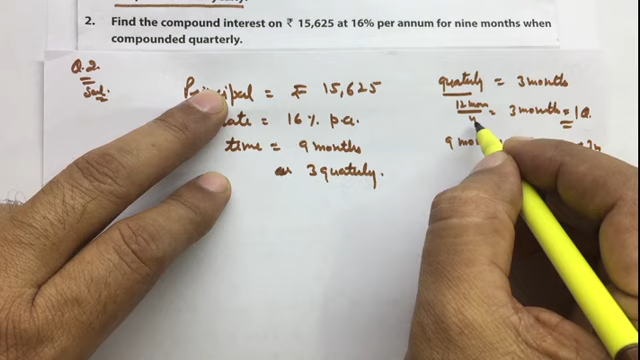 2. Find the compound interest on ₹ 15,625 at 16% per annum for nine months when
compounded quarterly.
Q.2.
Sol
Principal = ₹ 15,625
rate = 16% p.a.
time = 9 months
or 3 quaterly.
quaterly = 3 months
12 mon/4 = 3 months = 1Q.
9 mo